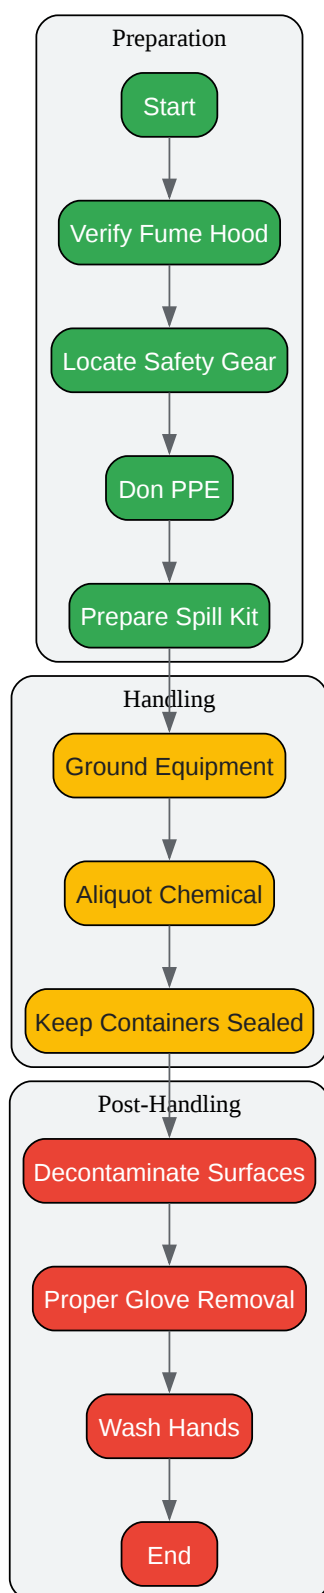 Preparation
Start
Verify Fume Hood
Locate Safety Gear
Don PPE
Prepare Spill Kit
Handling
Ground Equipment
Aliquot Chemical
Keep Containers Sealed
Post-Handling
Decontaminate Surfaces
Proper Glove Removal
Wash Hands
End